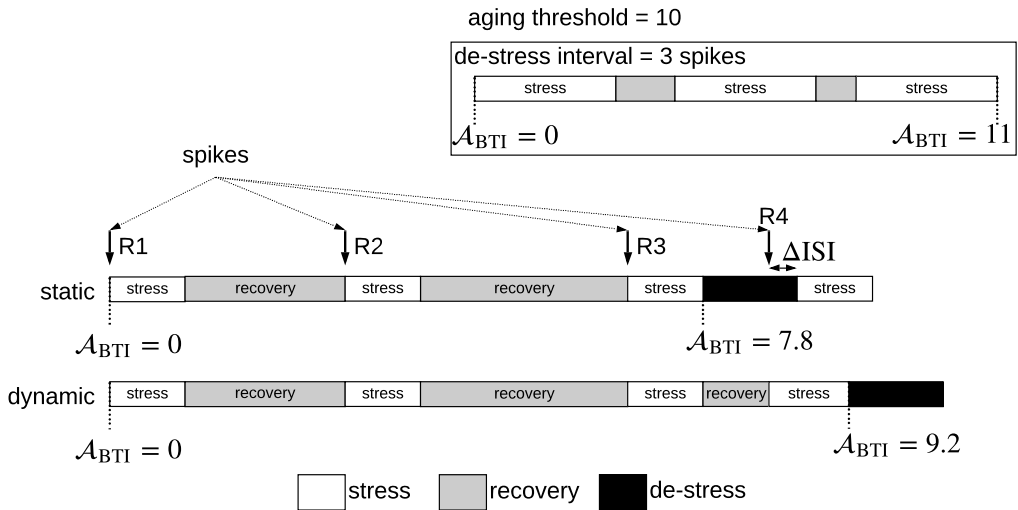 aging threshold = 10
de-stress interval = 3 spikes
stress stress stress
𝒜BTI = 0 𝒜BTI = 11
spikes
R1 R2 R3 R4
ΔISI
static stress recovery stress recovery stress stress
𝒜BTI = 0 𝒜BTI = 7.8
dynamic stress recovery stress recovery stress recovery stress
𝒜BTI = 0 𝒜BTI = 9.2
stress recovery de-stress